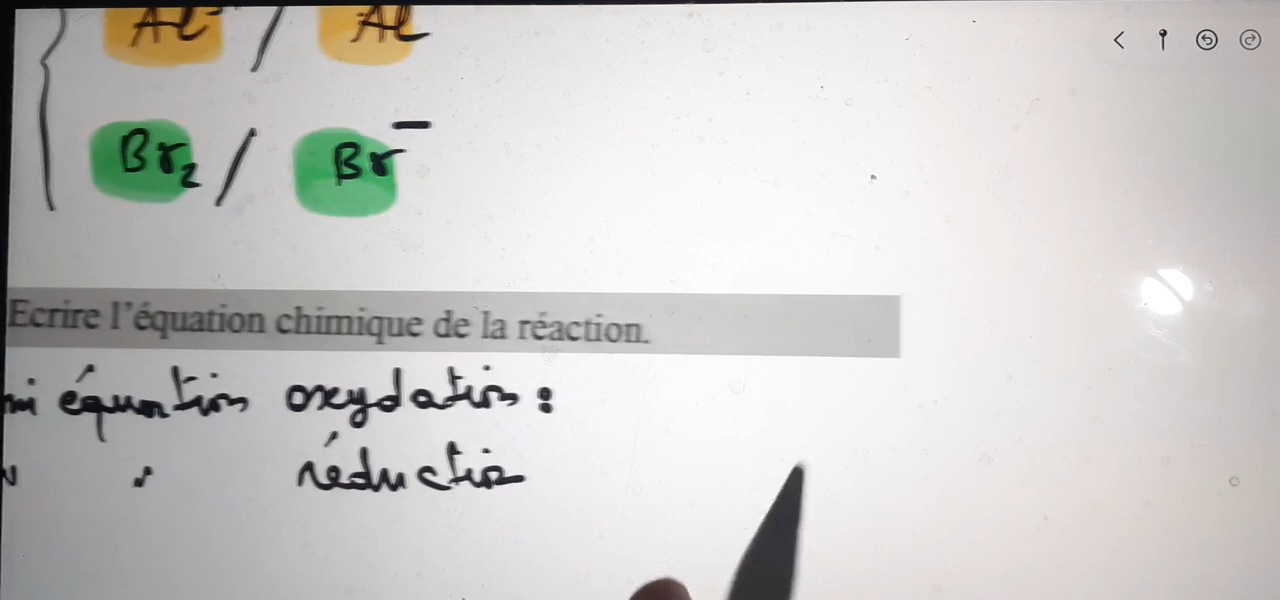 Al / Al
Br₂ / Br⁻
Ecrire l'équation chimique de la réaction.
équation oxydation :
réduction